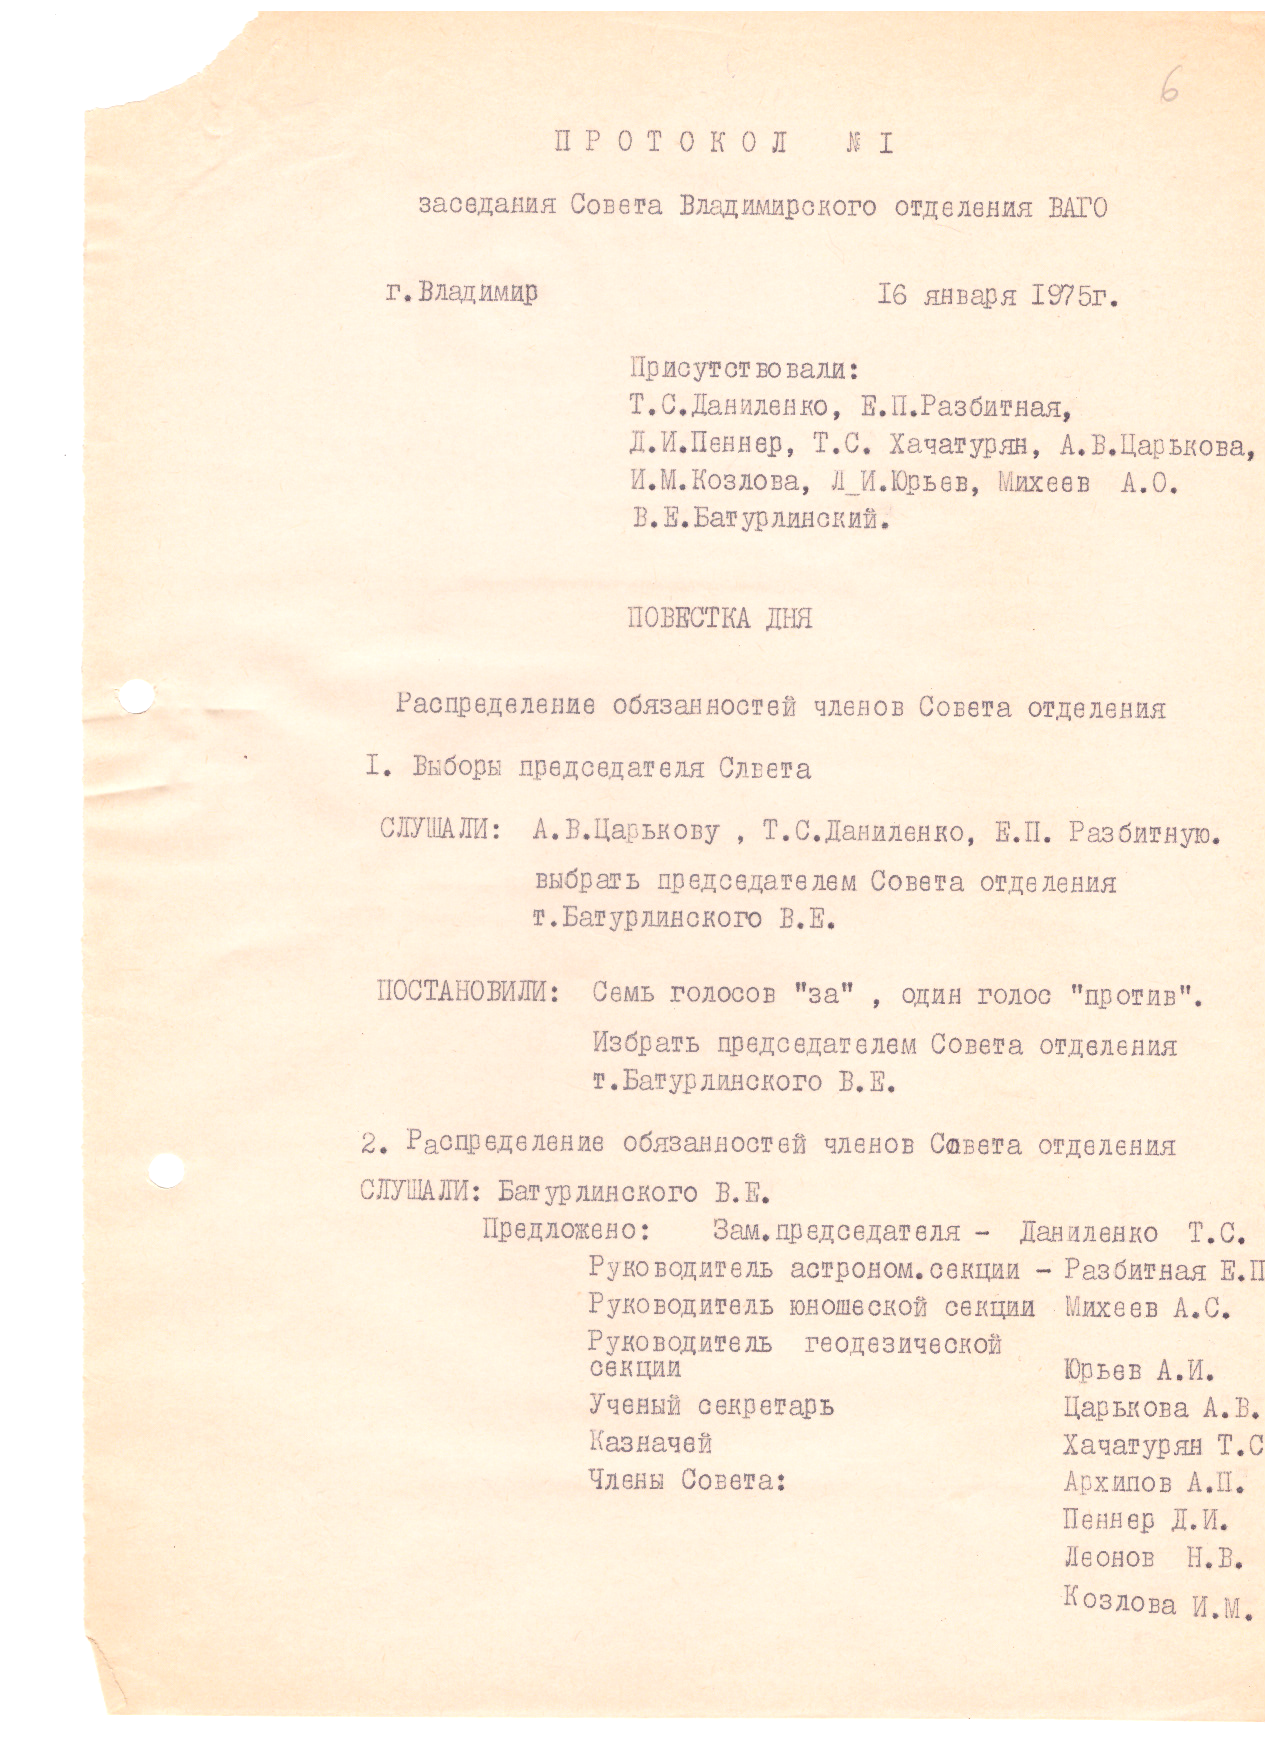 6
П Р О Т О К О Л № I
заседания Совета Владимирского отделения ВАГО
г.Владимир 16 января 1975г.
Присутствовали:
Т.С.Даниленко, Е.П.Разбитная,
Д.И.Пеннер, Т.С. Хачатурян, А.В.Царькова,
И.М.Козлова, Л_И.Юрьев, Михеев А.О.
В.Е.Батурлинский.
ПОВЕСТКА ДНЯ
Распределение обязанностей членов Совета отделения
I. Выборы председателя Слвета
СЛУШАЛИ: А.В.Царькову , Т.С.Даниленко, Е.П. Разбитную.
выбрать председателем Совета отделения
т.Батурлинского В.Е.
ПОСТАНОВИЛИ: Семь голосов "за" , один голос "против".
Избрать председателем Совета отделения
т.Батурлинского В.Е.
2. Распределение обязанностей членов Совета отделения
СЛУШАЛИ: Батурлинского В.Е.
Предложено: Зам.председателя - Даниленко Т.С.
Руководитель астроном.секции - Разбитная Е.П
Руководитель юношеской секции Михеев А.С.
Руководитель геодезической
секции Юрьев А.И.
Ученый секретарь Царькова А.В.
Казначей Хачатурян Т.С
Члены Совета: Архипов А.П.
Пеннер Д.И.
Леонов Н.В.
Козлова И.М.